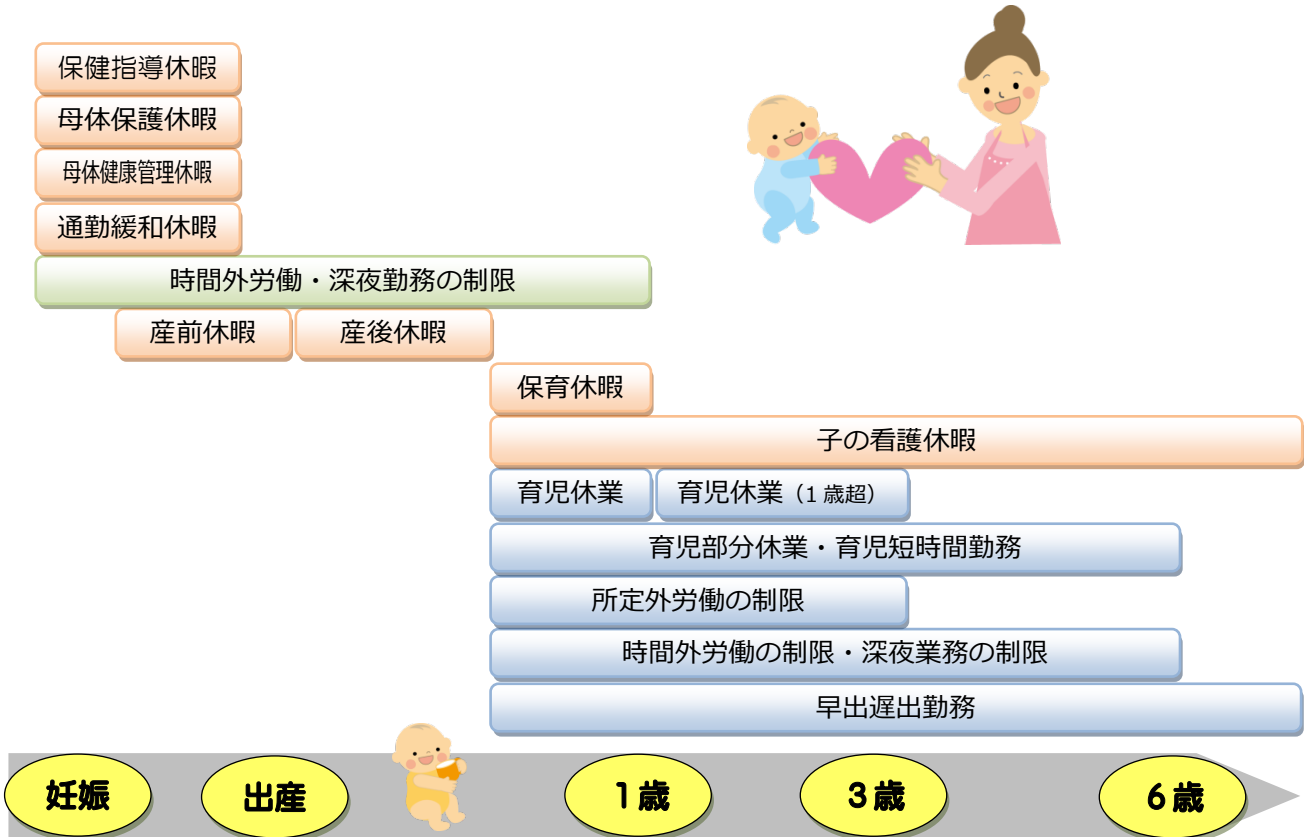 保健指導休暇
母体保護休暇
母体健康管理休暇
通勤緩和休暇
時間外労働・深夜勤務の制限
産前休暇
産後休暇
保育休暇
子の看護休暇
育児休業
育児休業（1歳超）
育児部分休業・育児短時間勤務
所定外労働の制限
時間外労働の制限・深夜業務の制限
早出遅出勤務
妊娠
出産
1歳
3歳
6歳